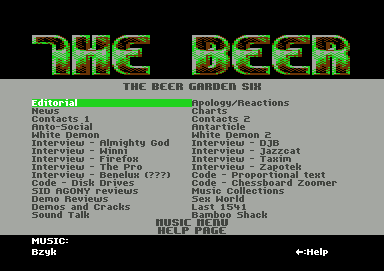 THE BEER
THE BEER GARDEN SIX
Editorial Apology/Reactions
News Charts
Contacts 1 Contacts 2
Anto-Social Antarticle
White Demon White Demon 2
Interview - Almighty God Interview - DJB
Interview - Winni Interview - Jazzcat
Interview - Firefox Interview - Taxim
Interview - The Pro Interview - Zapotek
Interview - Benelux (???) Code - Proportional text
Code - Disk Drives Code - Chessboard Zoomer
SID AGONY reviews Music Collections
Demo Reviews Sex World
Demos and Cracks Last 1541
Sound Talk Bamboo Shack
MUSIC MENU
HELP PAGE
MUSIC:
Bzyk ←:Help